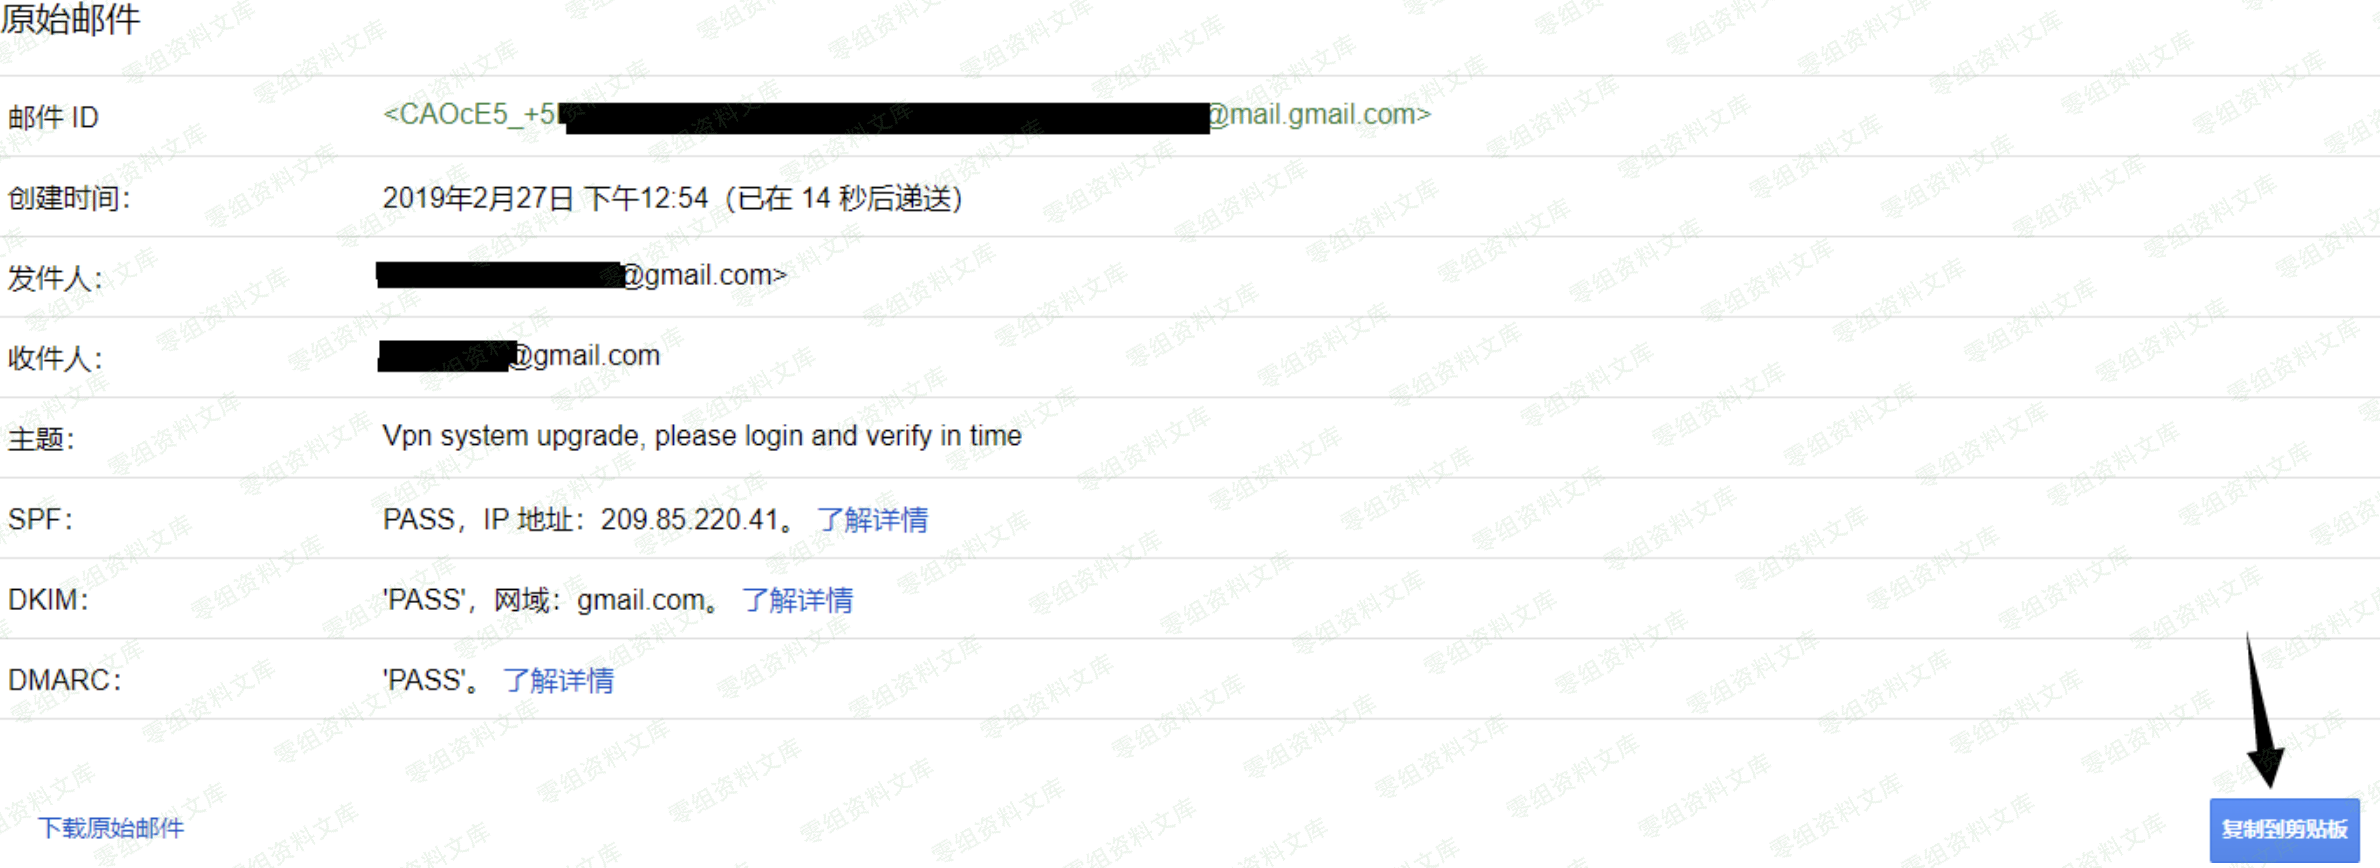 原始邮件
邮件 ID <CAOcE5_+5 @mail.gmail.com>
创建时间： 2019年2月27日 下午12:54（已在 14 秒后递送）
发件人： @gmail.com>
收件人： @gmail.com
主题： Vpn system upgrade, please login and verify in time
SPF： PASS，IP 地址：209.85.220.41。 了解详情
DKIM： 'PASS'，网域：gmail.com。 了解详情
DMARC： 'PASS'。 了解详情
下载原始邮件 复制到剪贴板
零组资料文库